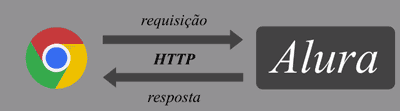 requisição
HTTP
Alura
resposta